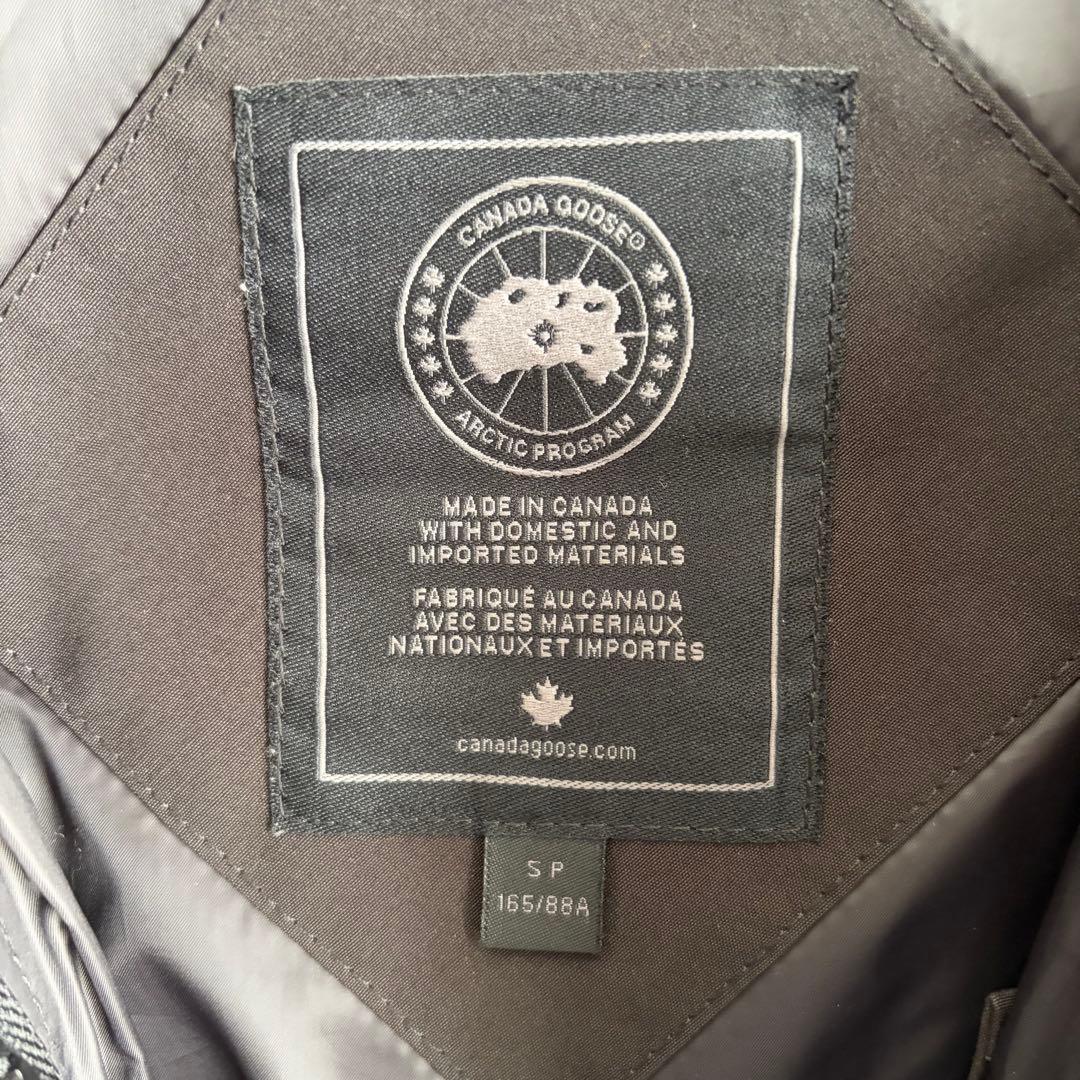 CANADA GOOSE©
ARCTIC PROGRAM
MADE IN CANADA
WITH DOMESTIC AND
IMPORTED MATERIALS
FABRIQUÉ AU CANADA
AVEC DES MATERIAUX
NATIONAUX ET IMPORTÉS
canadagoose.com
S P
165/88A